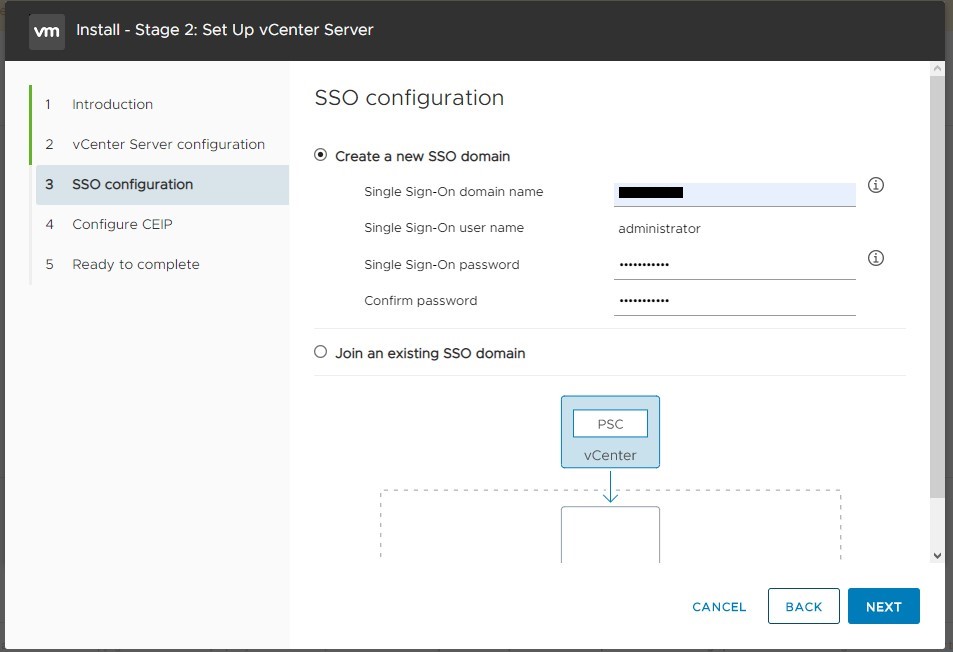 vm Install - Stage 2: Set Up vCenter Server
1 Introduction
2 vCenter Server configuration
3 SSO configuration
4 Configure CEIP
5 Ready to complete
SSO configuration
Create a new SSO domain
Single Sign-On domain name
Single Sign-On user name administrator
Single Sign-On password •••••••••••
Confirm password •••••••••••
Join an existing SSO domain
PSC
vCenter
CANCEL BACK NEXT